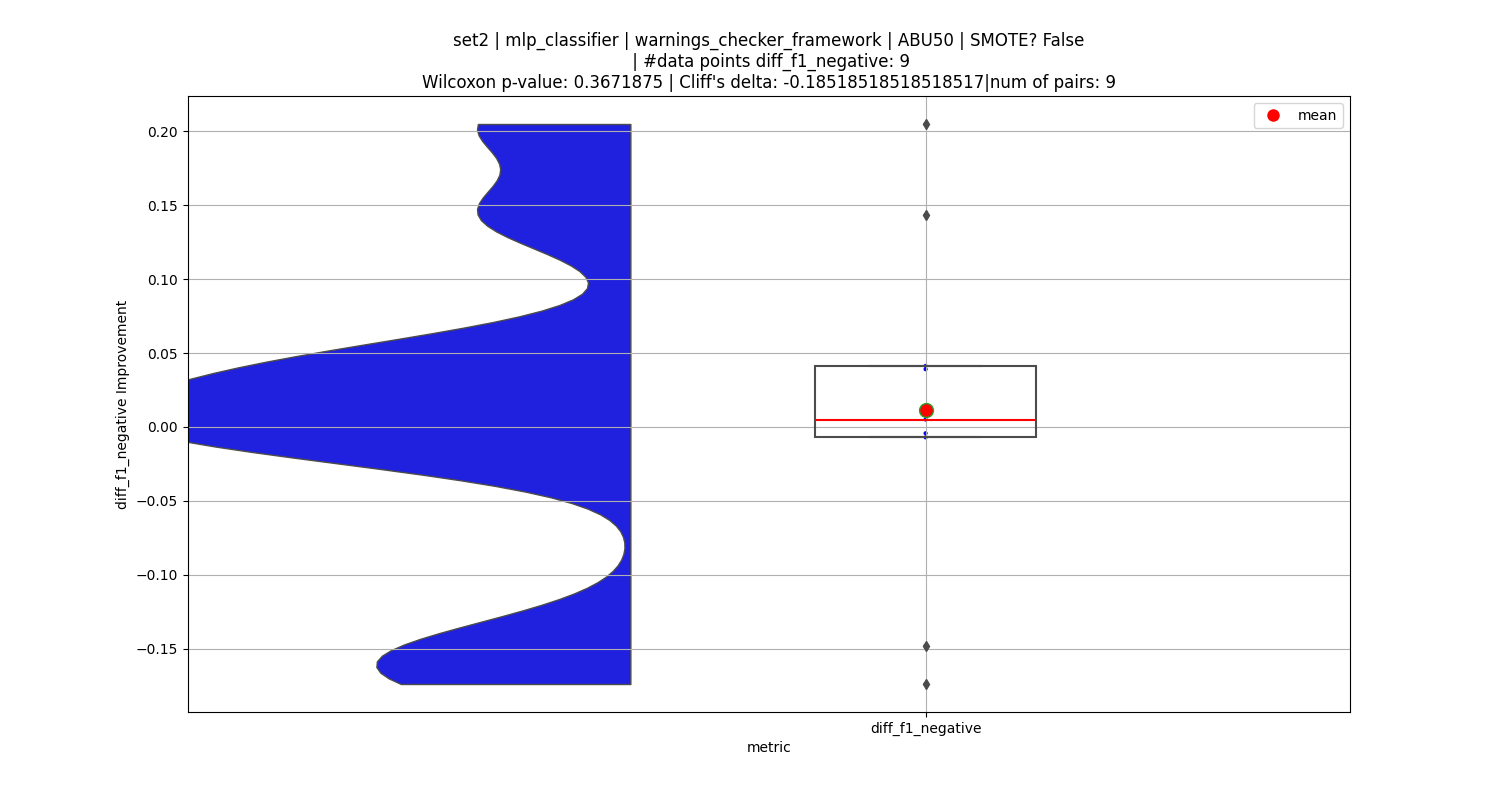 set2 | mlp_classifier | warnings_checker_framework | ABU50 | SMOTE? False
| #data points diff_f1_negative: 9
Wilcoxon p-value: 0.3671875 | Cliff's delta: -0.18518518518518517|num of pairs: 9
mean
0.20
0.15
0.10
0.05
0.00
−0.05
−0.10
−0.15
diff_f1_negative Improvement
diff_f1_negative
metric